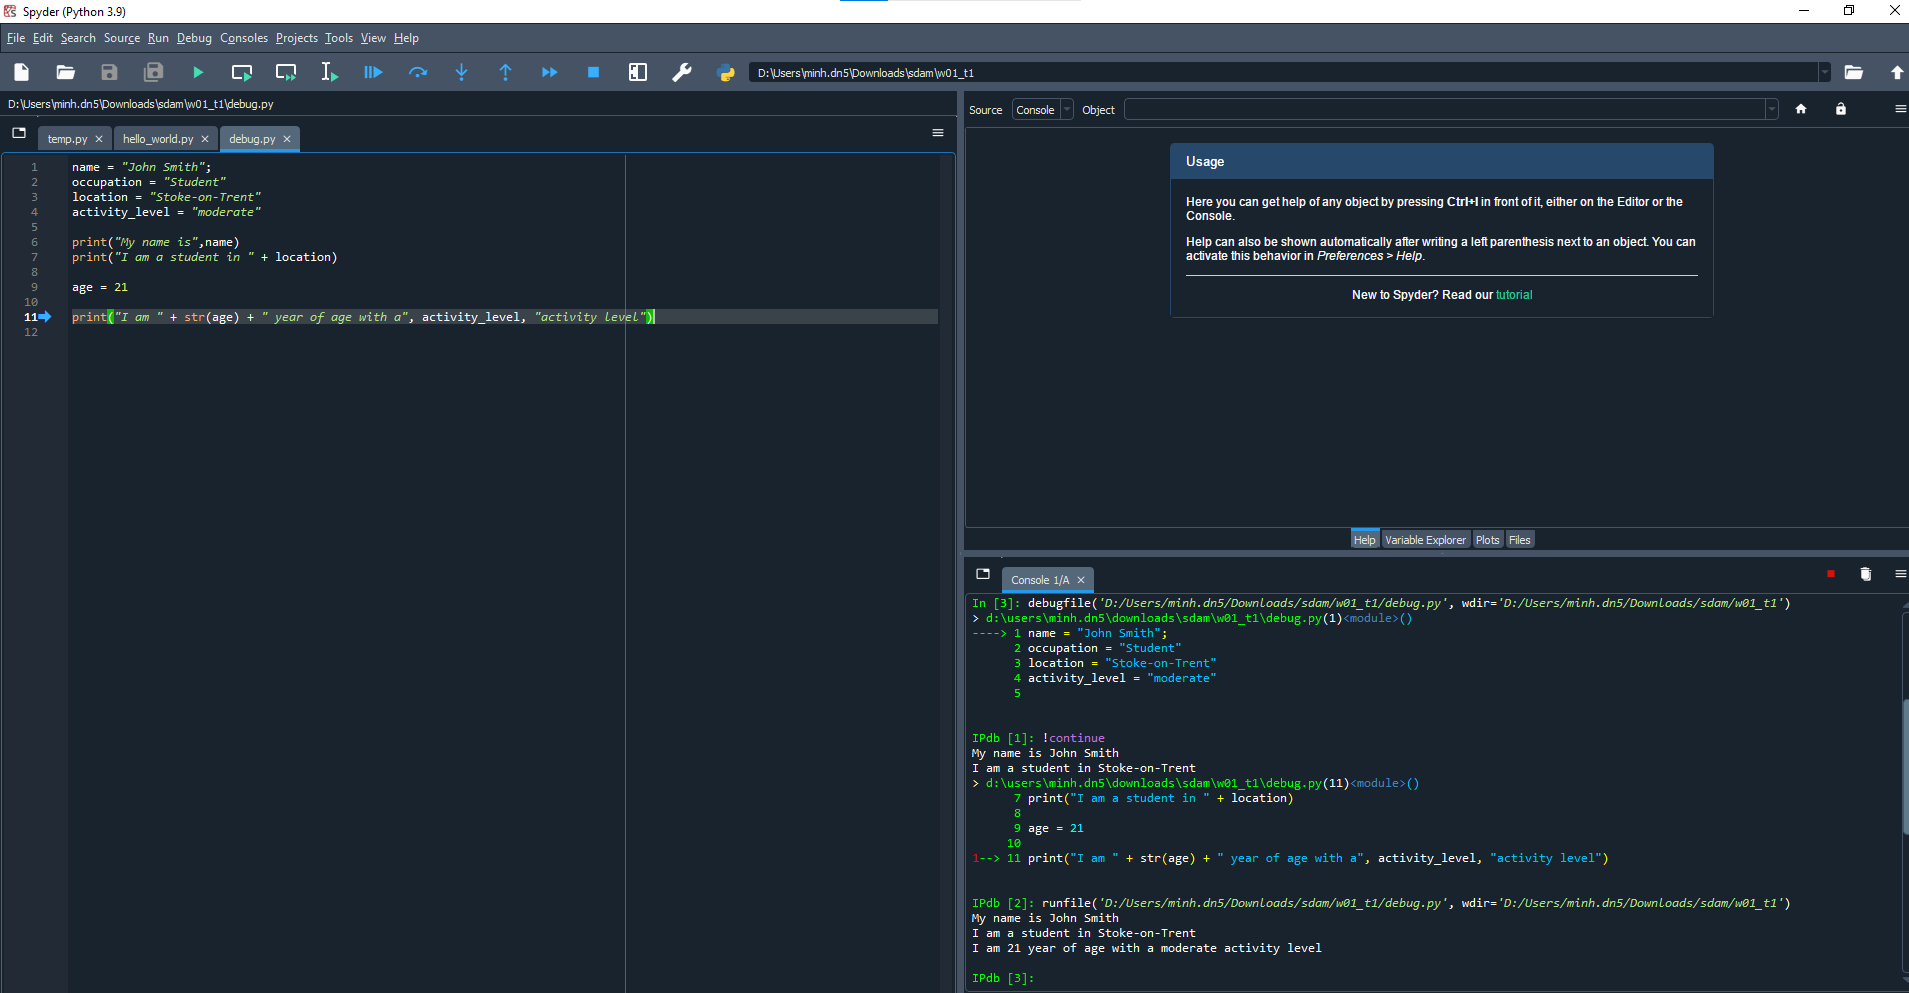 Spyder (Python 3.9)
File Edit Search Source Run Debug Consoles Projects Tools View Help
D:\Users\minh.dn5\Downloads\sdam\w01_t1
D:\Users\minh.dn5\Downloads\sdam\w01_t1\debug.py
temp.py hello_world.py debug.py
1 name = "John Smith";
2 occupation = "Student"
3 location = "Stoke-on-Trent"
4 activity_level = "moderate"
5
6 print("My name is",name)
7 print("I am a student in " + location)
8
9 age = 21
10
11 print("I am " + str(age) + " year of age with a", activity_level, "activity level")
12
Source Console Object
Usage
Here you can get help of any object by pressing Ctrl+I in front of it, either on the Editor or the
Console.
Help can also be shown automatically after writing a left parenthesis next to an object. You can
activate this behavior in Preferences > Help.
New to Spyder? Read our tutorial
Help Variable Explorer Plots Files
Console 1/A
In [3]: debugfile('D:/Users/minh.dn5/Downloads/sdam/w01_t1/debug.py', wdir='D:/Users/minh.dn5/Downloads/sdam/w01_t1')
> d:\users\minh.dn5\downloads\sdam\w01_t1\debug.py(1)<module>()
----> 1 name = "John Smith";
2 occupation = "Student"
3 location = "Stoke-on-Trent"
4 activity_level = "moderate"
5
IPdb [1]: !continue
My name is John Smith
I am a student in Stoke-on-Trent
> d:\users\minh.dn5\downloads\sdam\w01_t1\debug.py(11)<module>()
7 print("I am a student in " + location)
8
9 age = 21
10
1--> 11 print("I am " + str(age) + " year of age with a", activity_level, "activity level")
IPdb [2]: runfile('D:/Users/minh.dn5/Downloads/sdam/w01_t1/debug.py', wdir='D:/Users/minh.dn5/Downloads/sdam/w01_t1')
My name is John Smith
I am a student in Stoke-on-Trent
I am 21 year of age with a moderate activity level
IPdb [3]: